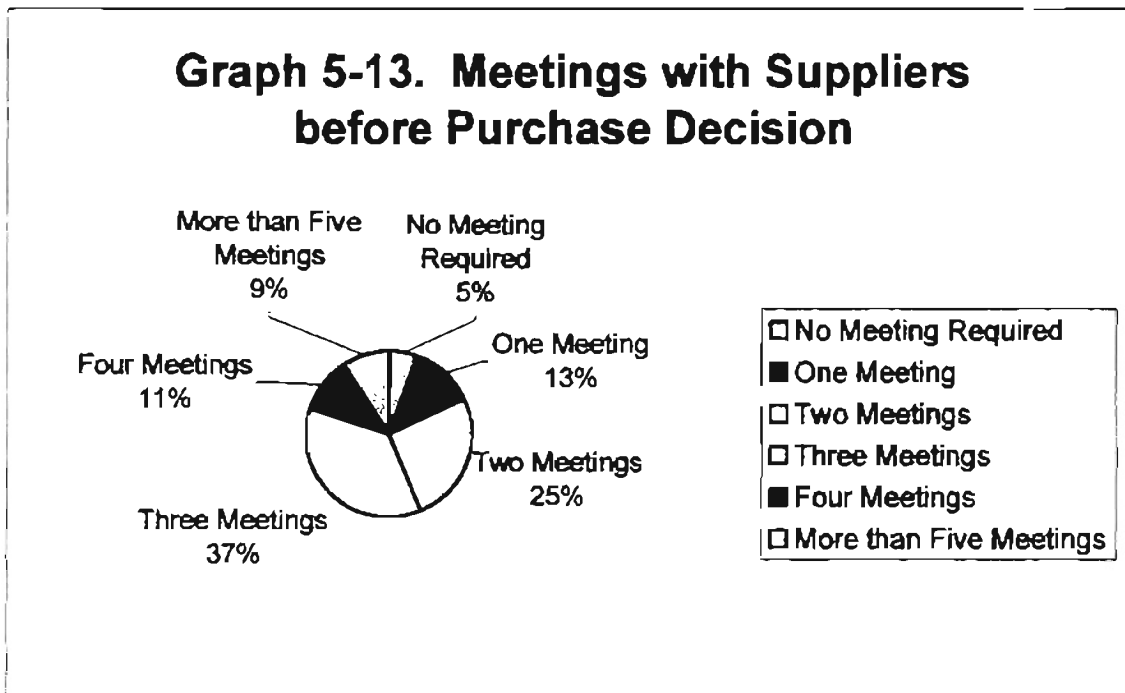 Graph 5-13. Meetings with Suppliers
before Purchase Decision
More than Five
Meetings
9%
No Meeting
Required
5%
One Meeting
13%
Four Meetings
11%
Two Meetings
25%
Three Meetings
37%
No Meeting Required
One Meeting
Two Meetings
Three Meetings
Four Meetings
More than Five Meetings